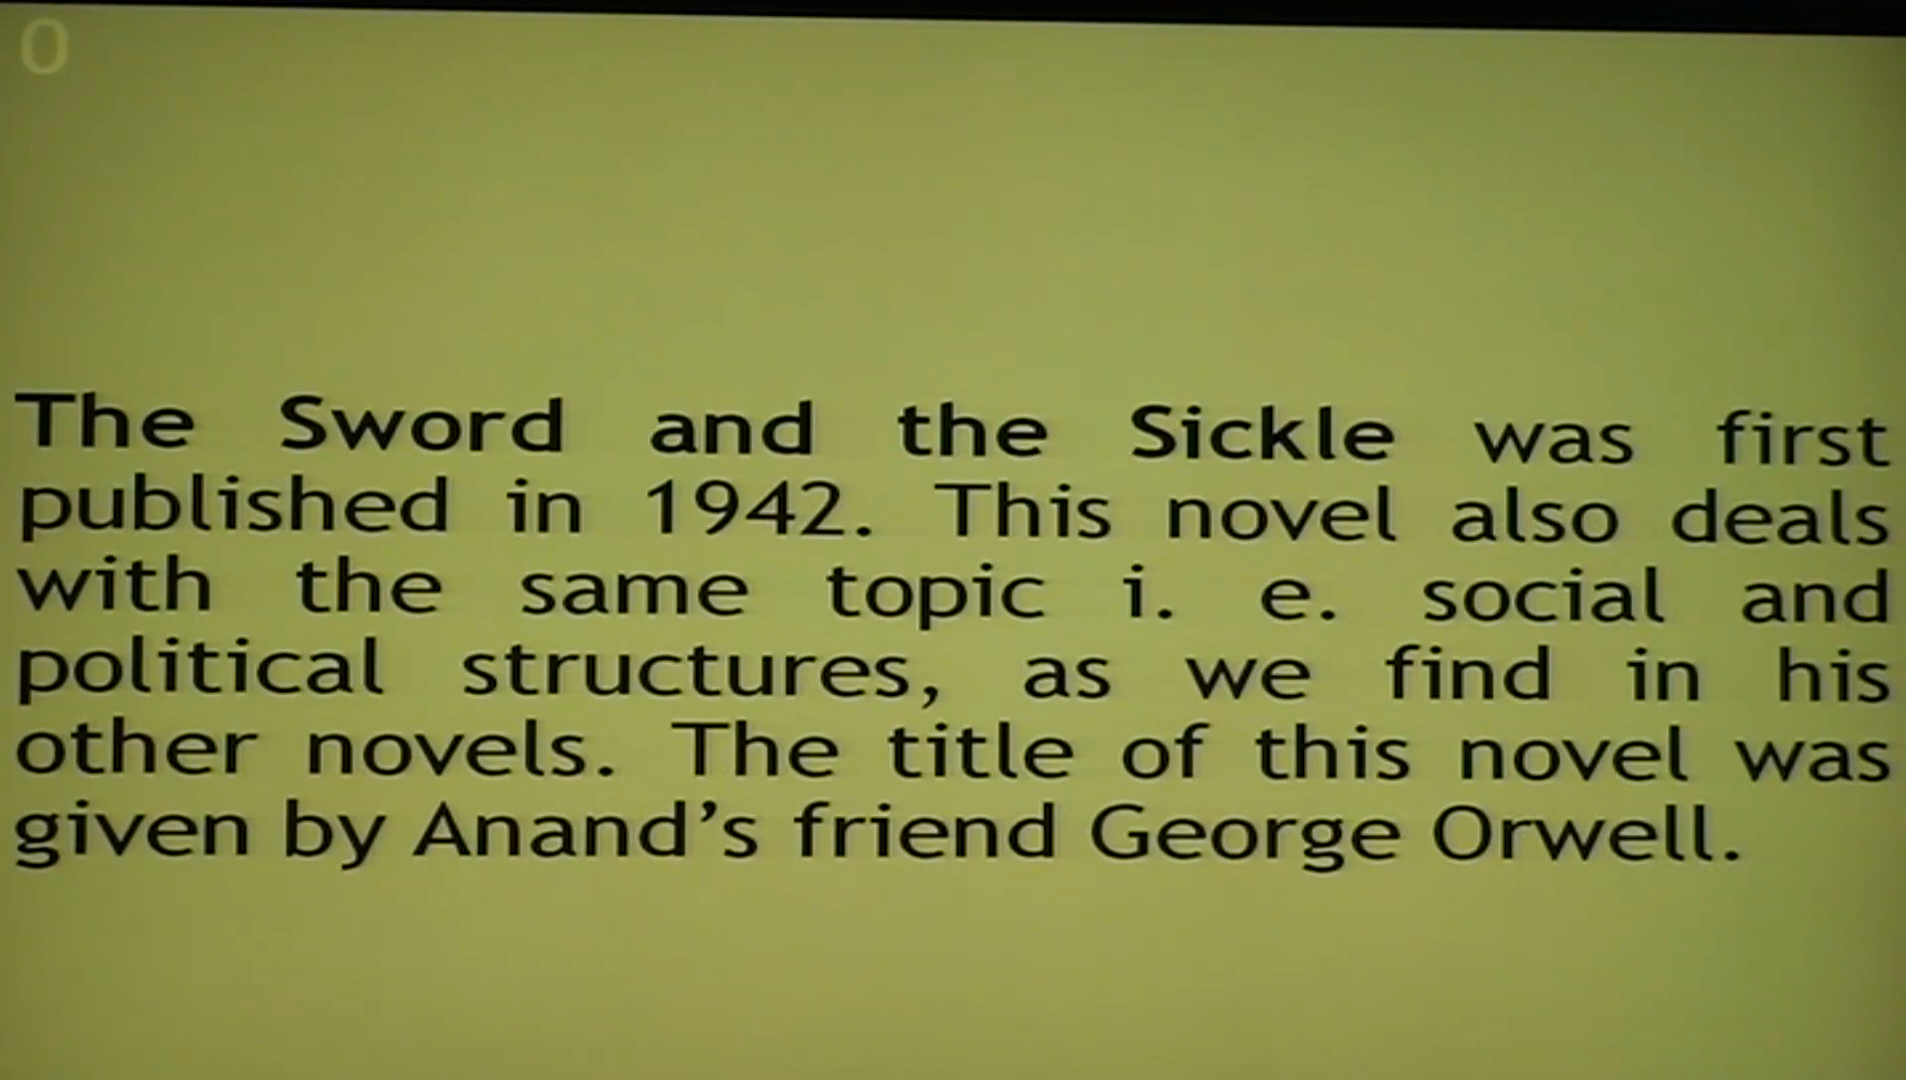 O
The Sword and the Sickle was first
published in 1942. This novel also deals
with the same topic i. e. social and
political structures, as we find in his
other novels. The title of this novel was
given by Anand’s friend George Orwell.